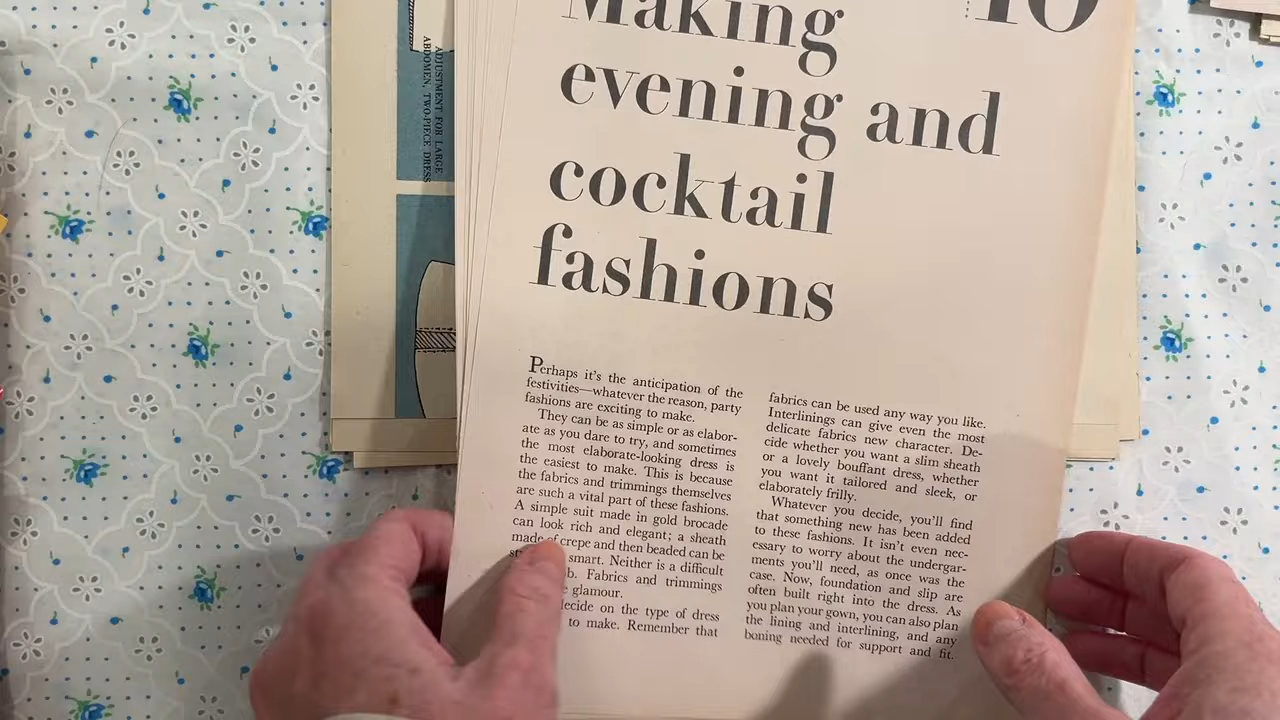 10
Making
evening and
cocktail
fashions
Perhaps it's the anticipation of the
festivities—whatever the reason, party
fashions are exciting to make.
They can be as simple or as elabor-
ate as you dare to try, and sometimes
the most elaborate-looking dress is
the easiest to make. This is because
the fabrics and trimmings themselves
are such a vital part of these fashions.
A simple suit made in gold brocade
can look rich and elegant; a sheath
made of crepe and then beaded can be
smart. Neither is a difficult
Fabrics and trimmings
glamour.
decide on the type of dress
to make. Remember that
fabrics can be used any way you like.
Interlinings can give even the most
delicate fabrics new character. De-
cide whether you want a slim sheath
or a lovely bouffant dress, whether
you want it tailored and sleek, or
elaborately frilly.
Whatever you decide, you'll find
that something new has been added
to these fashions. It isn't even nec-
essary to worry about the undergar-
ments you'll need, as once was the
case. Now, foundation and slip are
often built right into the dress. As
you plan your gown, you can also plan
the lining and interlining, and any
boning needed for support and fit.
ADJUSTMENT FOR LARGE
ABDOMEN, TWO-PIECE DRESS